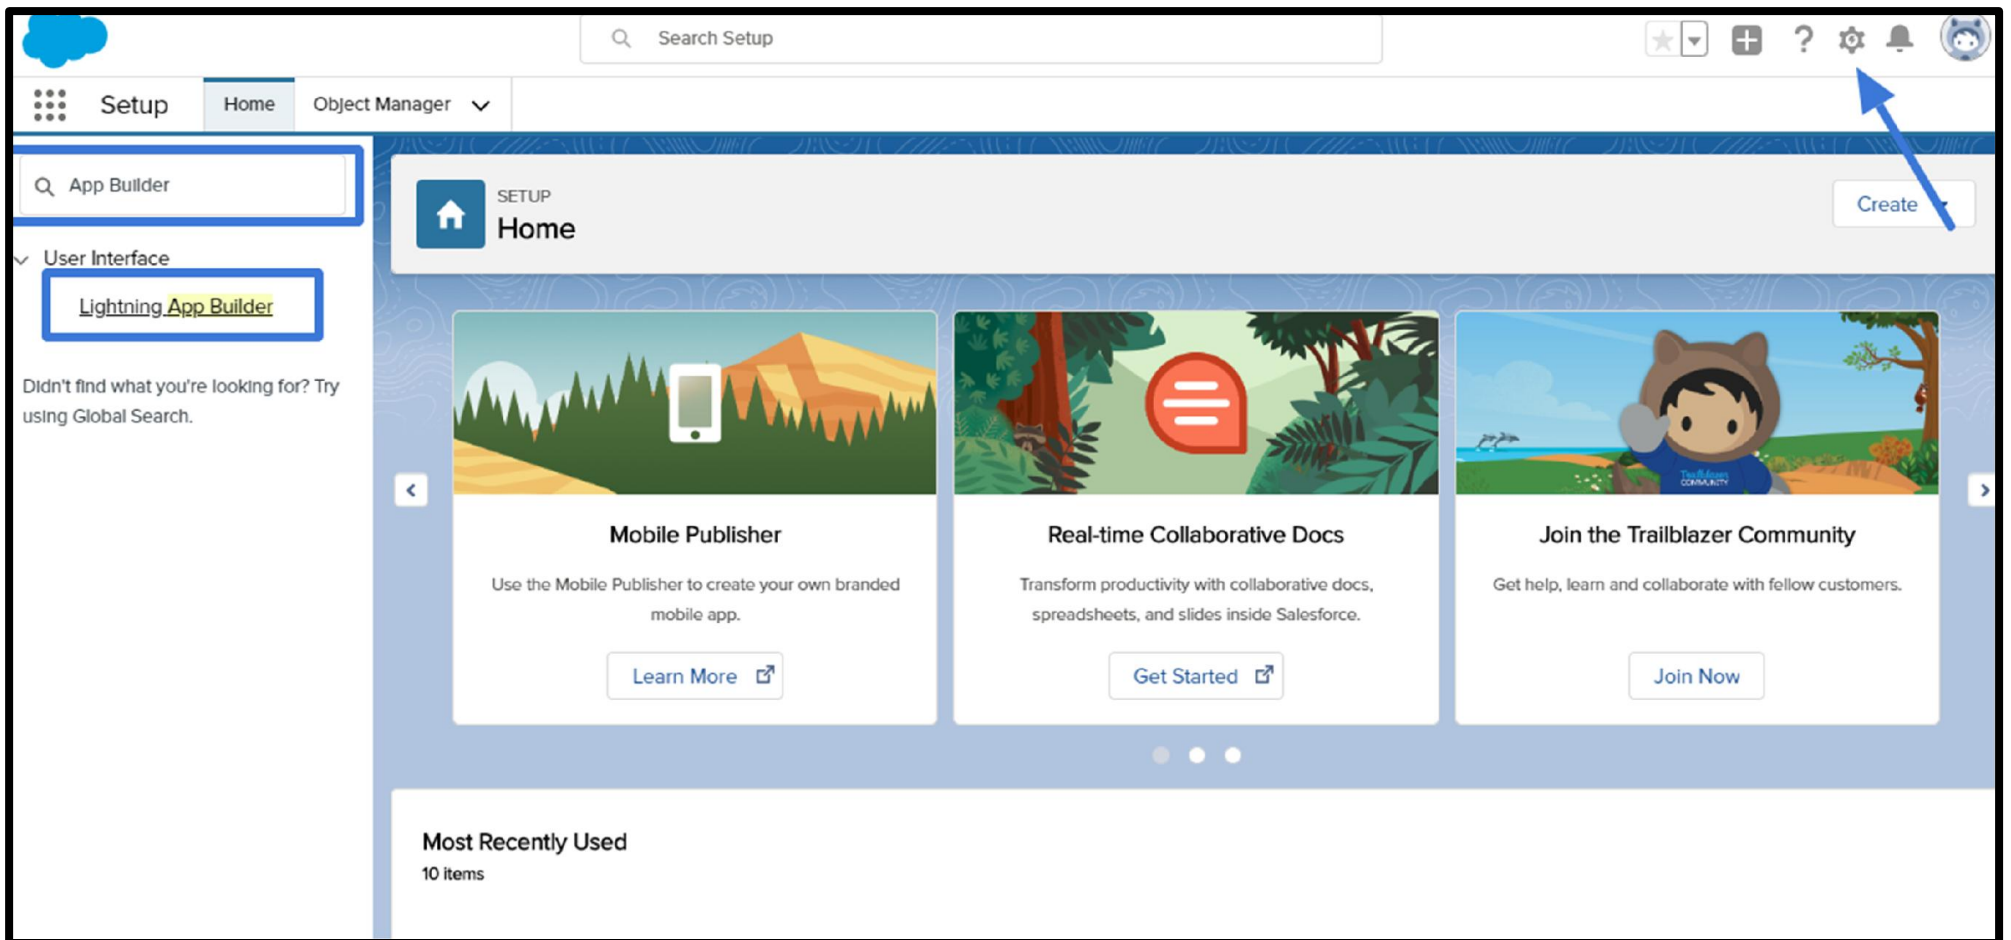 Search Setup
Setup
Home
Object Manager
App Builder
User Interface
Lightning App Builder
Didn't find what you're looking for? Try
using Global Search.
SETUP
Home
Create
Mobile Publisher
Use the Mobile Publisher to create your own branded
mobile app.
Learn More
Real-time Collaborative Docs
Transform productivity with collaborative docs,
spreadsheets, and slides inside Salesforce.
Get Started
Trailblazer
COMMUNITY
Join the Trailblazer Community
Get help, learn and collaborate with fellow customers.
Join Now
Most Recently Used
10 items